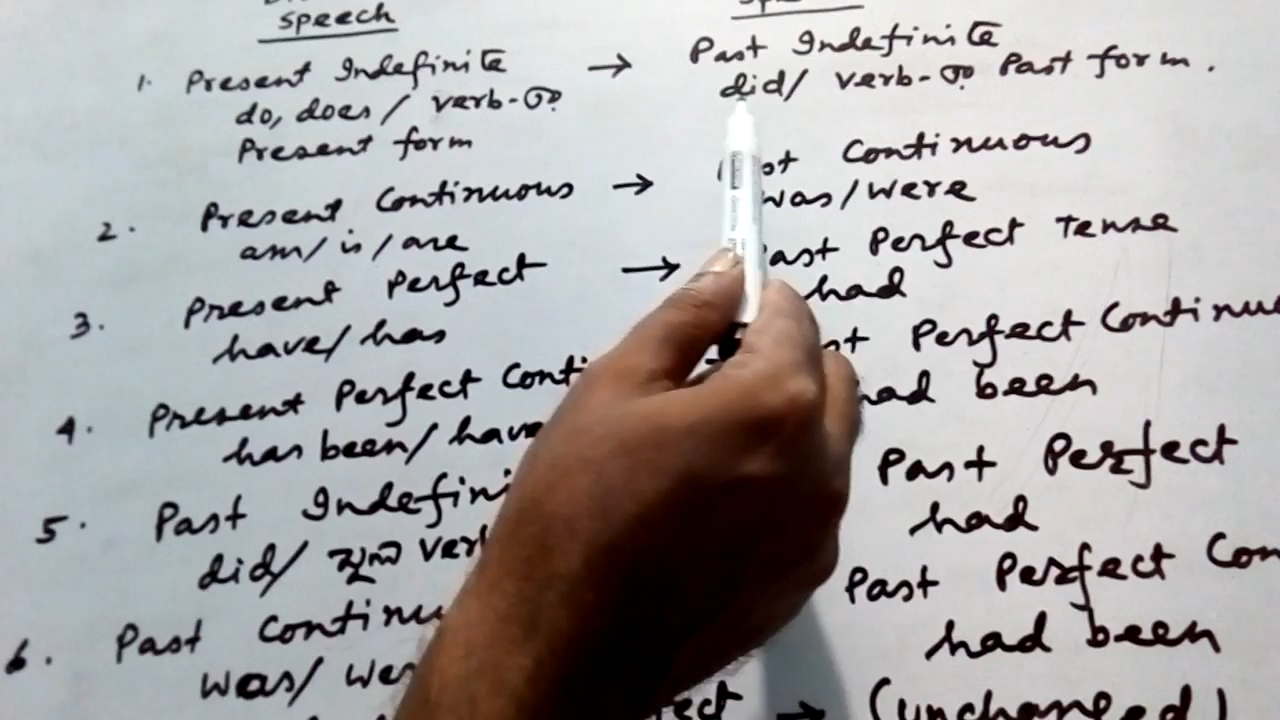 speech
1. Present Indefinite → Past Indefinite
do, does / verb-এর did / verb-এর Past form.
Present form
2. Present Continuous → Continuous
am / is / are was / were
3. Present Perfect → Past Perfect Tense
have / has had
4. Present Perfect Conti Perfect Continu
has been / have had been
5. Past Indefini Past Perfect
did / মূল verb had
6. Past Continu Past Perfect Con
was / wer had been
→ (unchanged)